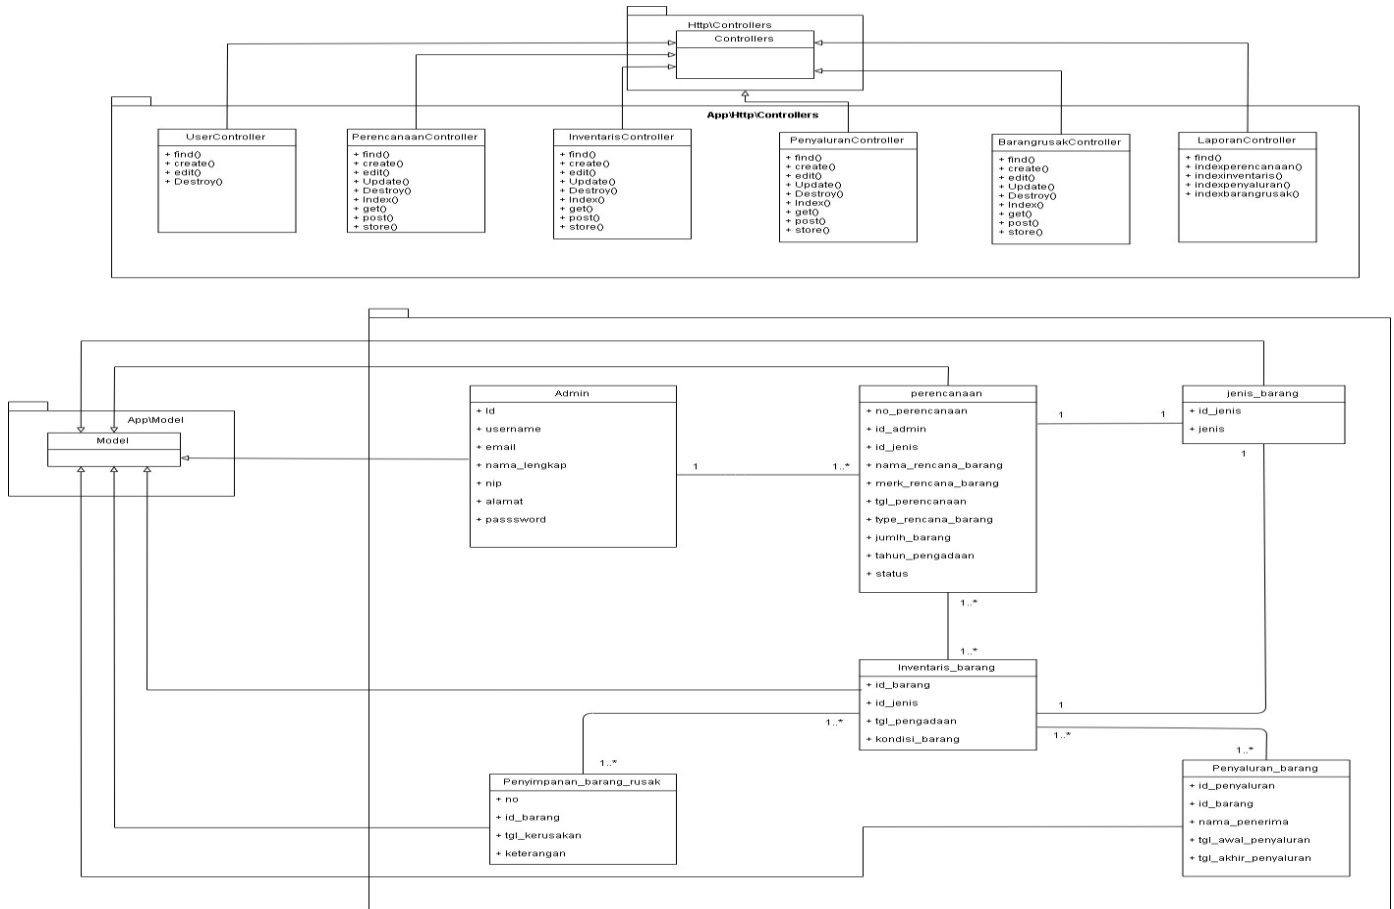 Http\Controllers
Controllers
App\Http\Controllers
UserController
+ find()
+ create()
+ edit()
+ Destroy()
PerencanaanController
+ find()
+ create()
+ edit()
+ Update()
+ Destroy()
+ Index()
+ get()
+ post()
+ store()
InventarisController
+ find()
+ create()
+ edit()
+ Update()
+ Destroy()
+ Index()
+ get()
+ post()
+ store()
PenyaluranController
+ find()
+ create()
+ edit()
+ Update()
+ Destroy()
+ Index()
+ get()
+ post()
+ store()
BarangrusakController
+ find()
+ create()
+ edit()
+ Update()
+ Destroy()
+ Index()
+ get()
+ post()
+ store()
LaporanController
+ find()
+ indexperencanaan()
+ indexinventaris()
+ indexpenyaluran()
+ indexbarangrusak()
App\Model
Model
Admin
+ Id
+ username
+ email
+ nama_lengkap
+ nip
+ alamat
+ passsword
1
1..*
perencanaan
+ no_perencanaan
+ id_admin
+ id_jenis
+ nama_rencana_barang
+ merk_rencana_barang
+ tgl_perencanaan
+ type_rencana_barang
+ jumlh_barang
+ tahun_pengadaan
+ status
1
1
jenis_barang
+ id_jenis
+ jenis
1
1..*
1..*
Inventaris_barang
+ id_barang
+ id_jenis
+ tgl_pengadaan
+ kondisi_barang
1
1..*
1..*
1..*
1..*
Penyimpanan_barang_rusak
+ no
+ id_barang
+ tgl_kerusakan
+ keterangan
Penyaluran_barang
+ id_penyaluran
+ id_barang
+ nama_penerima
+ tgl_awal_penyaluran
+ tgl_akhir_penyaluran